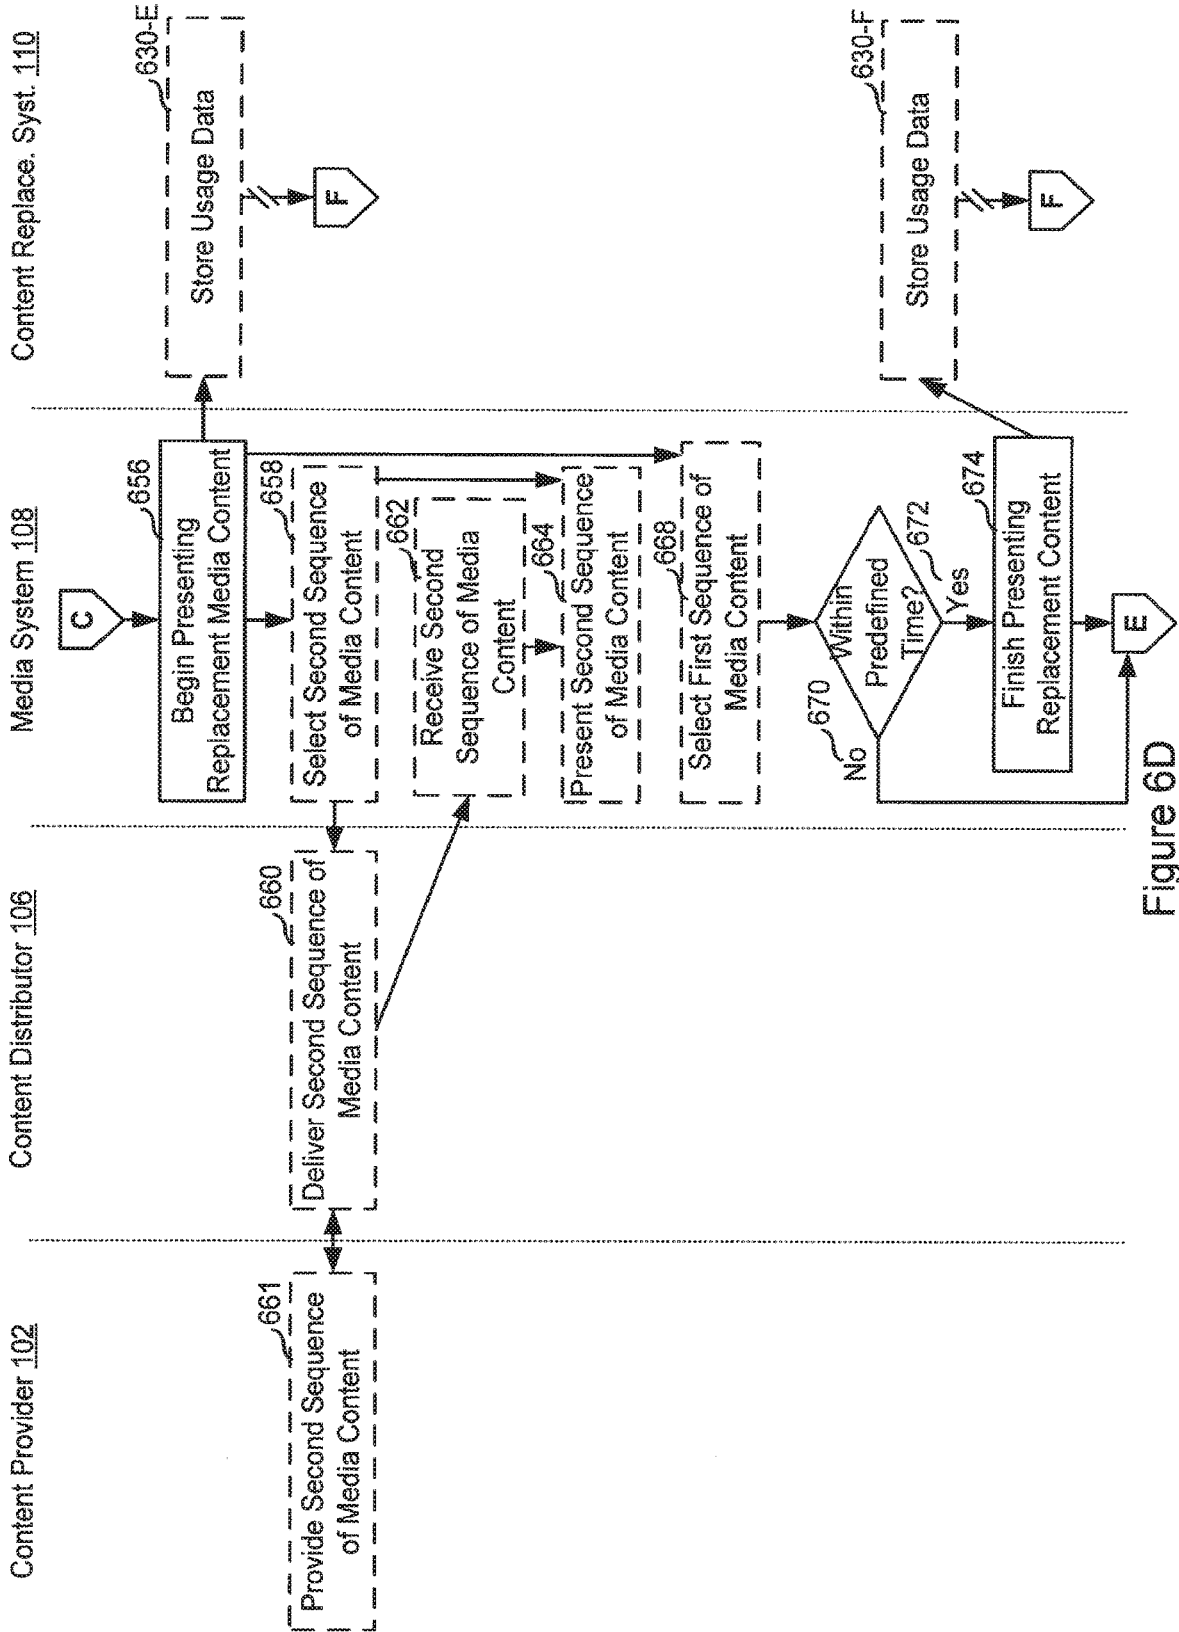 Content Provider 102
Content Distributor 106
Media System 108
Content Replace. Syst. 110
C
656
Begin Presenting
Replacement Media Content
630-E
Store Usage Data
F
661
Provide Second Sequence
of Media Content
660
Deliver Second Sequence of
Media Content
658
Select Second Sequence
of Media Content
662
Receive Second
Sequence of Media
Content
664
Present Second Sequence
of Media Content
668
Select First Sequence of
Media Content
Within
Predefined
Time?
670
No
672
Yes
674
Finish Presenting
Replacement Content
630-F
Store Usage Data
F
E
Figure 6D